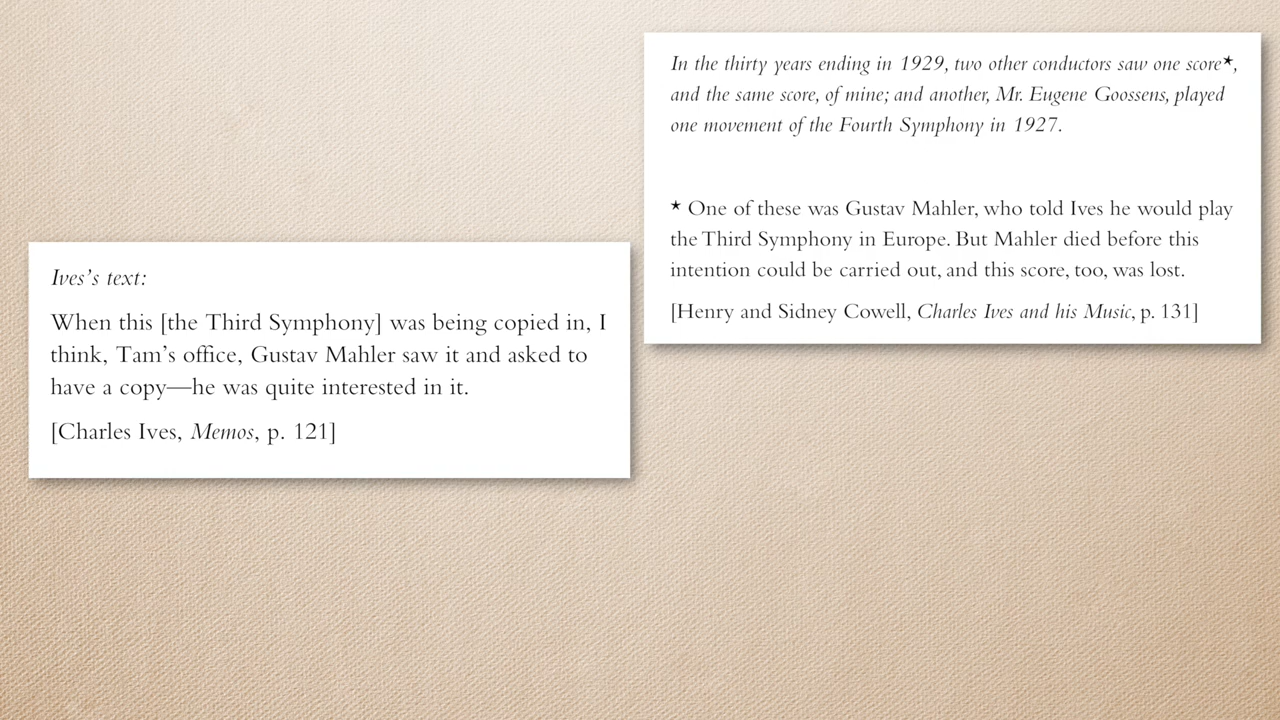 Ives's text:
When this [the Third Symphony] was being copied in, I
think, Tam's office, Gustav Mahler saw it and asked to
have a copy—he was quite interested in it.
[Charles Ives, Memos, p. 121]
In the thirty years ending in 1929, two other conductors saw one score★,
and the same score, of mine; and another, Mr. Eugene Goossens, played
one movement of the Fourth Symphony in 1927.
★ One of these was Gustav Mahler, who told Ives he would play
the Third Symphony in Europe. But Mahler died before this
intention could be carried out, and this score, too, was lost.
[Henry and Sidney Cowell, Charles Ives and his Music, p. 131]